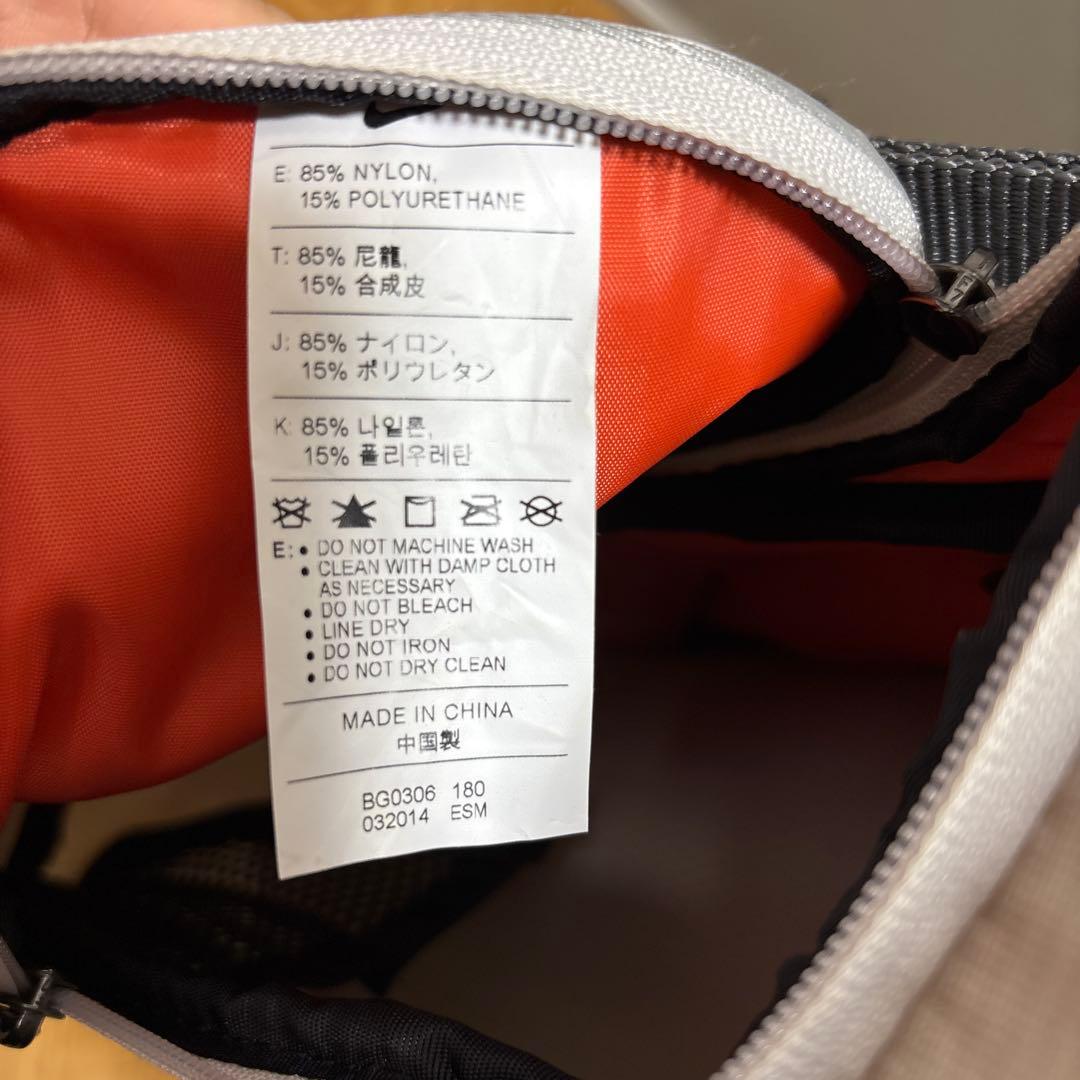 E: 85% NYLON,
15% POLYURETHANE
T: 85% 尼龍,
15% 合成皮
J: 85% ナイロン,
15% ポリウレタン
K: 85% 나일론,
15% 폴리우레탄
E: • DO NOT MACHINE WASH
• CLEAN WITH DAMP CLOTH
AS NECESSARY
• DO NOT BLEACH
• LINE DRY
• DO NOT IRON
• DO NOT DRY CLEAN
MADE IN CHINA
中国製
BG0306 180
032014 ESM